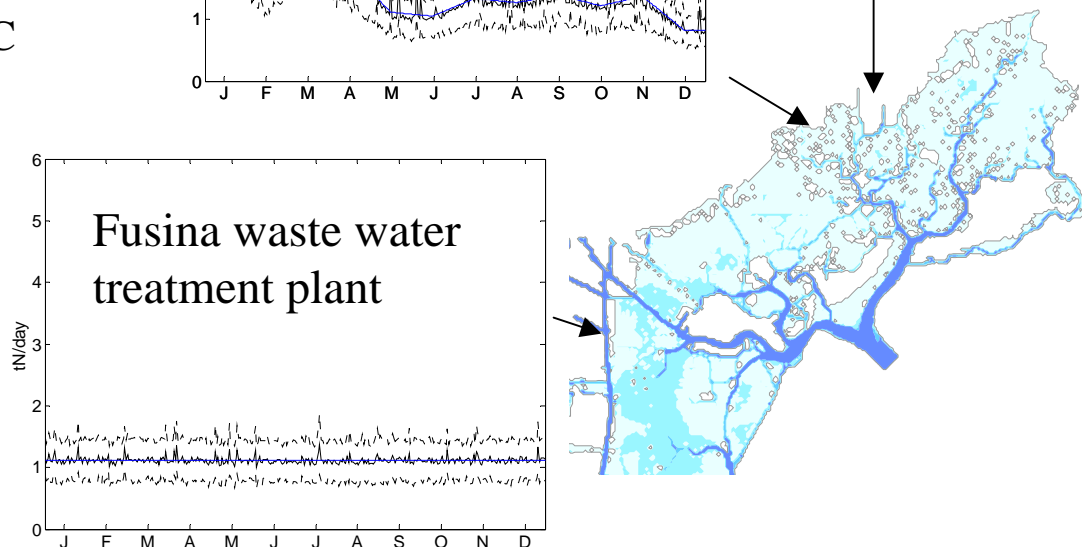 C
1
0
J F M A M J J A S O N D
6
5
4
3
2
1
0
tN/day
Fusina waste water
treatment plant
J F M A M J J A S O N D